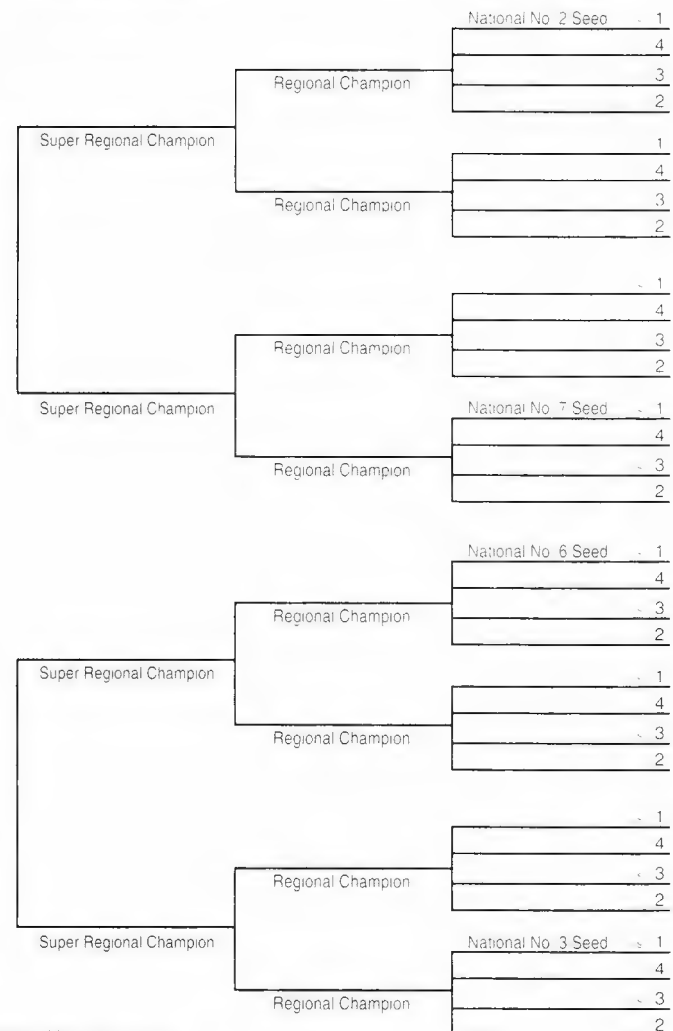 National No. 2 Seed 1
4
Regional Champion 3
2
Super Regional Champion 1
4
Regional Champion 3
2
1
4
Regional Champion 3
2
Super Regional Champion National No. 7 Seed 1
4
Regional Champion 3
2
National No. 6 Seed 1
4
Regional Champion 3
2
Super Regional Champion 1
4
Regional Champion 3
2
1
4
Regional Champion 3
2
Super Regional Champion National No. 3 Seed 1
4
Regional Champion 3
2